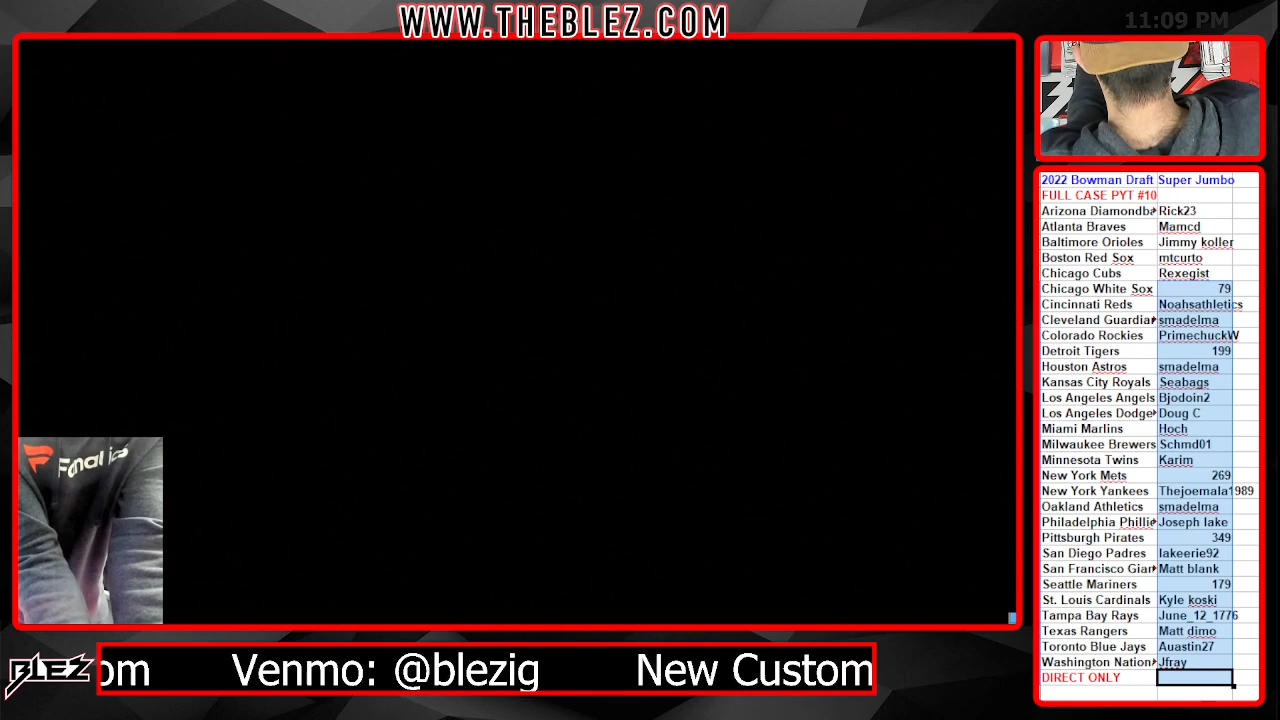 WWW.THEBLEZ.COM
11:09 PM
2022 Bowman Draft Super Jumbo
FULL CASE PYT #10
Arizona Diamondba Rick23
Atlanta Braves Mamcd
Baltimore Orioles Jimmy koller
Boston Red Sox mtcurto
Chicago Cubs Rexegist
Chicago White Sox 79
Cincinnati Reds Noahsathletics
Cleveland Guardian smadelma
Colorado Rockies PrimechuckW
Detroit Tigers 199
Houston Astros smadelma
Kansas City Royals Seabags
Los Angeles Angels Bjodoin2
Los Angeles Dodge Doug C
Miami Marlins Hoch
Milwaukee Brewers Schmd01
Minnesota Twins Karim
New York Mets 269
New York Yankees Thejoemala1989
Oakland Athletics smadelma
Philadelphia Phillie Joseph lake
Pittsburgh Pirates 349
San Diego Padres lakeerie92
San Francisco Gian Matt blank
Seattle Mariners 179
St. Louis Cardinals Kyle koski
Tampa Bay Rays June_12_1776
Texas Rangers Matt dimo
Toronto Blue Jays Auastin27
Washington Nation Jfray
DIRECT ONLY
Fanatics
BLEZ
om Venmo: @blezig New Custom